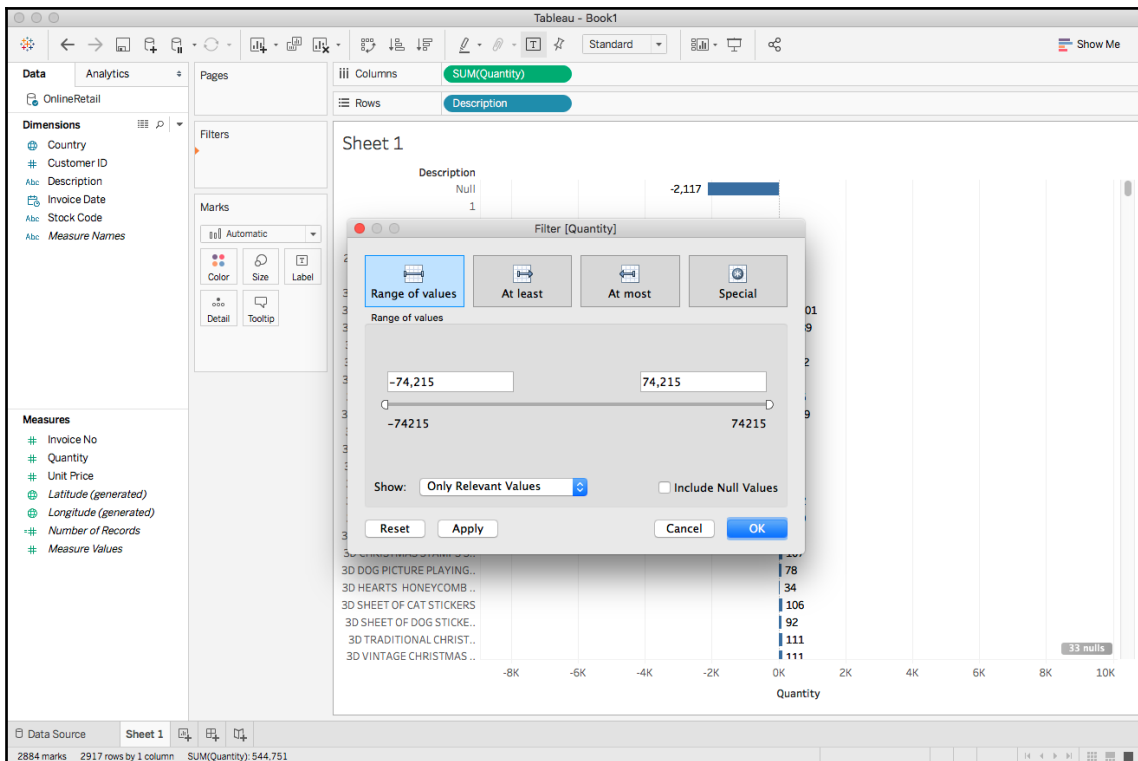 Tableau - Book1
Standard
Show Me
Data
Analytics
Pages
iii Columns
SUM(Quantity)
OnlineRetail
Rows
Description
Dimensions
Country
# Customer ID
Abc Description
Invoice Date
Abc Stock Code
Abc Measure Names
Filters
Marks
Automatic
Color
Size
Label
Detail
Tooltip
Sheet 1
Description
Null
-2,117
1
Filter [Quantity]
Range of values
At least
At most
Special
Range of values
-74,215
74,215
-74215
74215
Show:
Only Relevant Values
Include Null Values
Reset
Apply
Cancel
OK
Measures
# Invoice No
# Quantity
# Unit Price
Latitude (generated)
Longitude (generated)
=# Number of Records
# Measure Values
3D DOG PICTURE PLAYING..
78
3D HEARTS HONEYCOMB ..
34
3D SHEET OF CAT STICKERS
106
3D SHEET OF DOG STICKE..
92
3D TRADITIONAL CHRIST..
111
3D VINTAGE CHRISTMAS ..
111
33 nulls
-8K
-6K
-4K
-2K
0K
2K
4K
6K
8K
10K
Quantity
Data Source
Sheet 1
2884 marks
2917 rows by 1 column
SUM(Quantity): 544,751